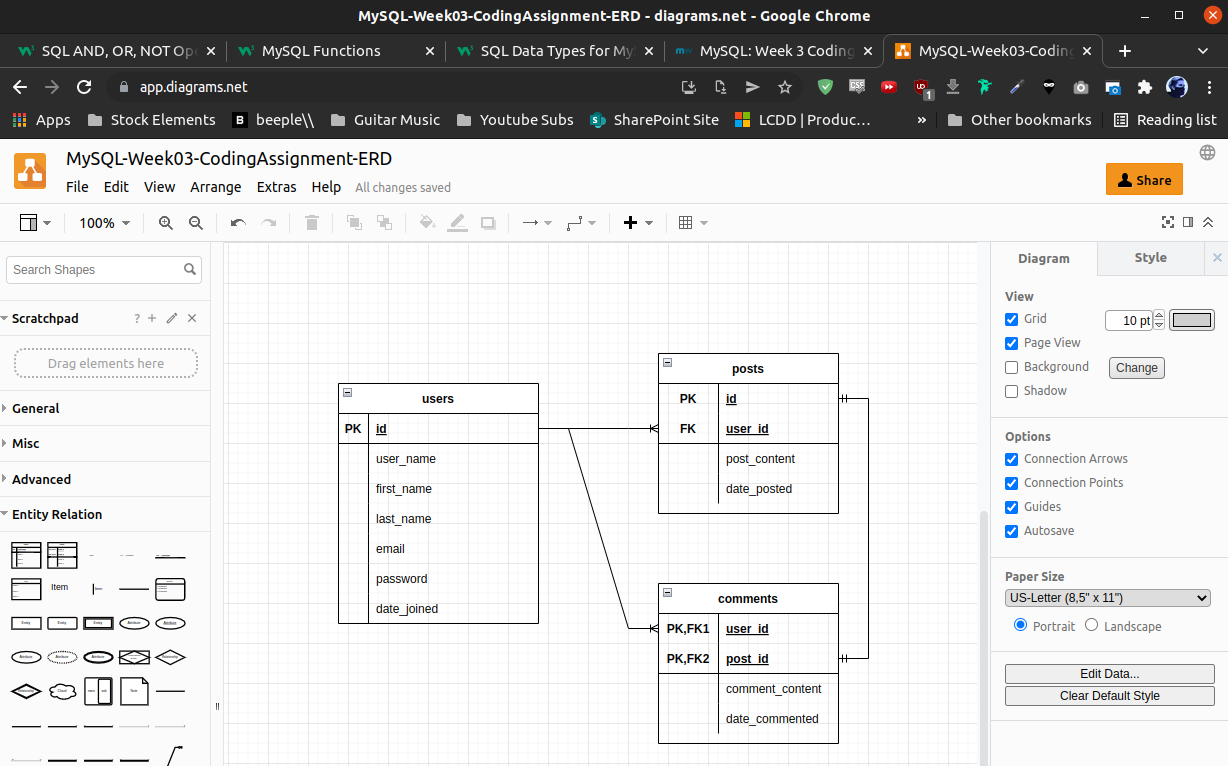 MySQL-Week03-CodingAssignment-ERD - diagrams.net - Google Chrome
SQL AND, OR, NOT Op
MySQL Functions
SQL Data Types for My
MySQL: Week 3 Coding
MySQL-Week03-Coding
app.diagrams.net
1
Apps
Stock Elements
beeple\\
Guitar Music
Youtube Subs
SharePoint Site
LCDD | Produc…
»
Other bookmarks
Reading list
MySQL-Week03-CodingAssignment-ERD
File Edit View Arrange Extras Help All changes saved
Share
100%
Search Shapes
Scratchpad
?
Drag elements here
General
Misc
Advanced
Entity Relation
Item
users
PK id
user_name
first_name
last_name
email
password
date_joined
posts
PK id
FK user_id
post_content
date_posted
comments
PK,FK1 user_id
PK,FK2 post_id
comment_content
date_commented
Diagram Style
View
Grid 10 pt
Page View
Background Change
Shadow
Options
Connection Arrows
Connection Points
Guides
Autosave
Paper Size
US-Letter (8,5" x 11")
Portrait Landscape
Edit Data...
Clear Default Style